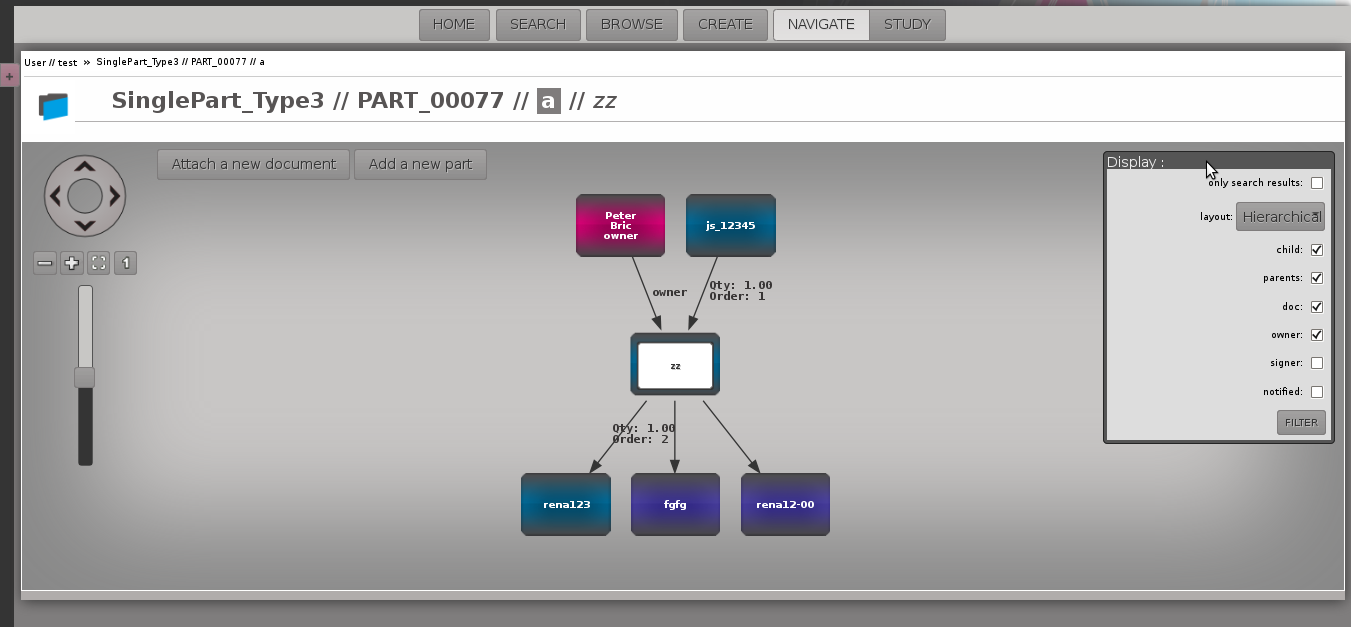 HOME SEARCH BROWSE CREATE NAVIGATE STUDY
User // test » SinglePart_Type3 // PART_00077 // a
SinglePart_Type3 // PART_00077 // a // zz
Attach a new document Add a new part
Display :
only search results:
layout: Hierarchical
child:
parents:
doc:
owner:
signer:
notified:
FILTER
1
Peter
Bric
owner
js_12345
owner
Qty: 1.00
Order: 1
zz
Qty: 1.00
Order: 2
rena123 fgfg rena12-00